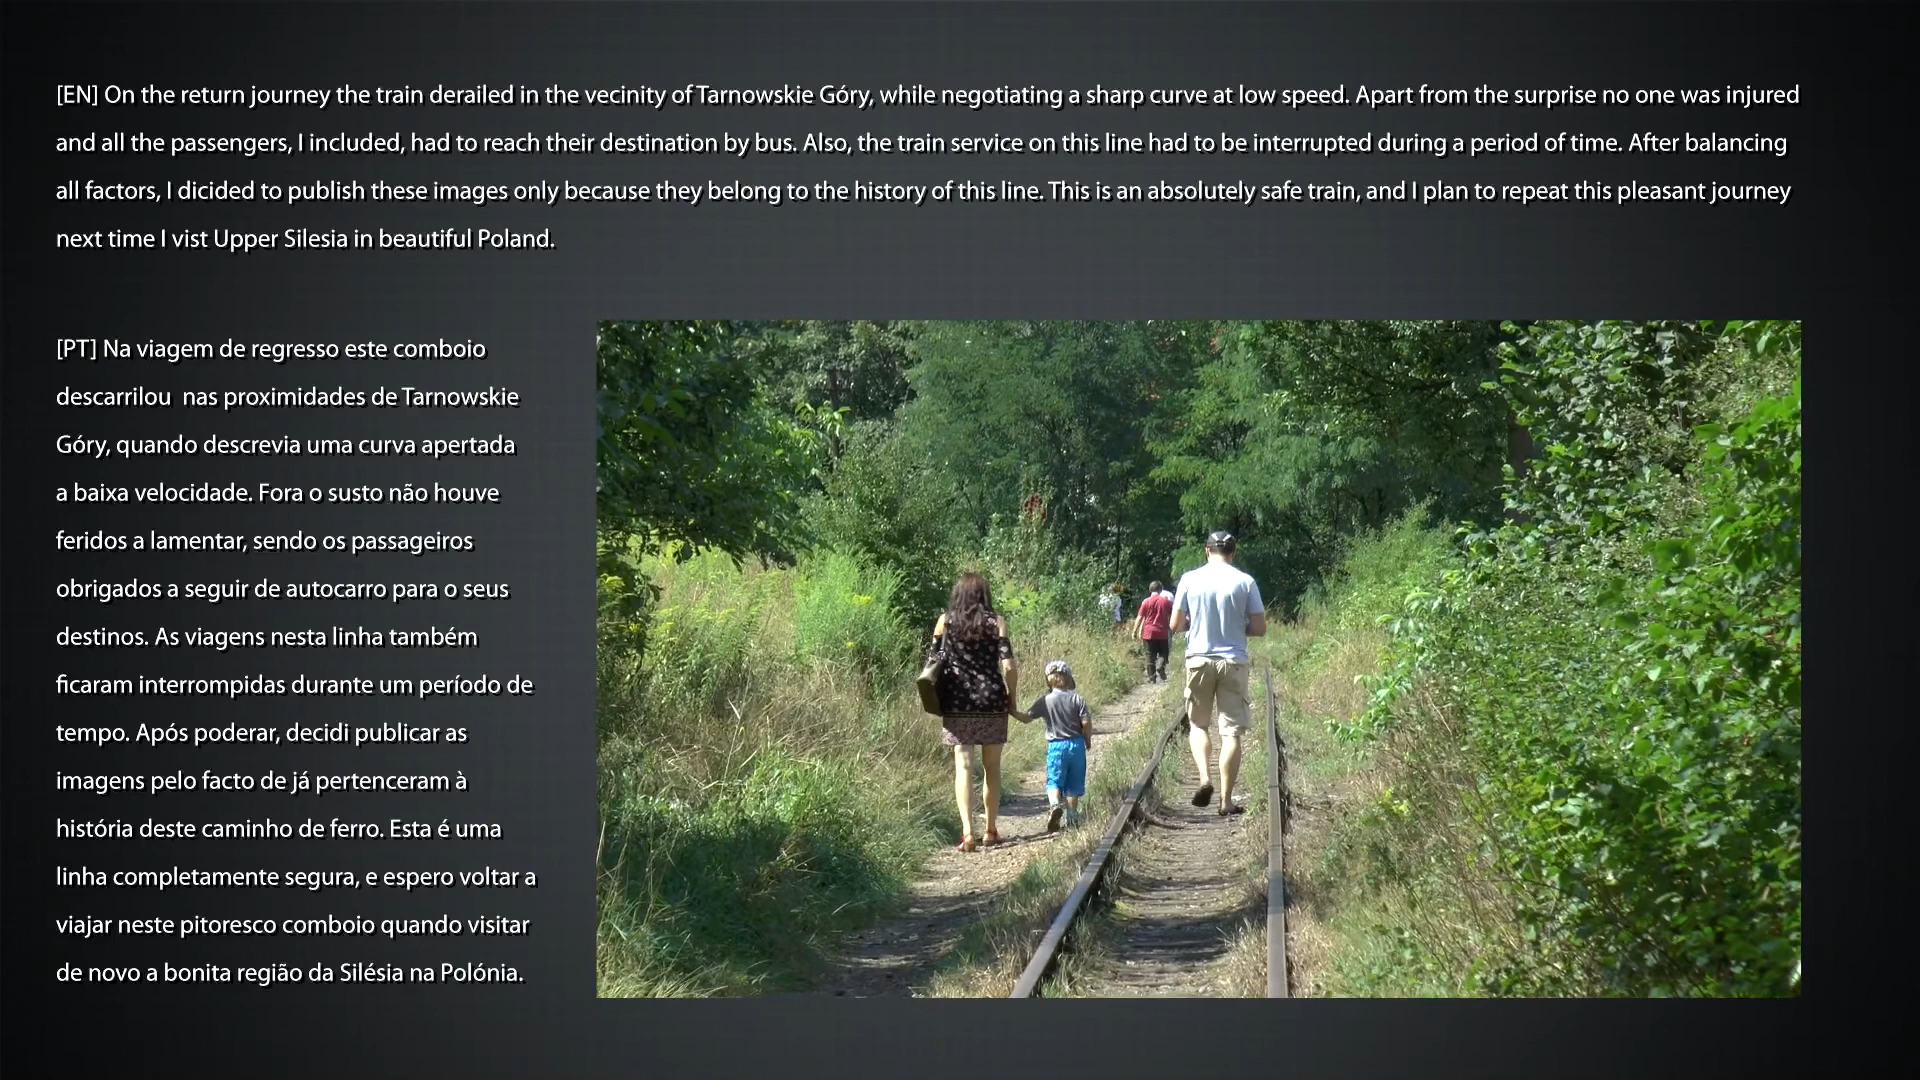 [EN] On the return journey the train derailed in the vecinity of Tarnowskie Góry, while negotiating a sharp curve at low speed. Apart from the surprise no one was injured
and all the passengers, I included, had to reach their destination by bus. Also, the train service on this line had to be interrupted during a period of time. After balancing
all factors, I dicided to publish these images only because they belong to the history of this line. This is an absolutely safe train, and I plan to repeat this pleasant journey
next time I vist Upper Silesia in beautiful Poland.
[PT] Na viagem de regresso este comboio
descarrilou  nas proximidades de Tarnowskie
Góry, quando descrevia uma curva apertada
a baixa velocidade. Fora o susto não houve
feridos a lamentar, sendo os passageiros
obrigados a seguir de autocarro para o seus
destinos. As viagens nesta linha também
ficaram interrompidas durante um período de
tempo. Após poderar, decidi publicar as
imagens pelo facto de já pertenceram à
história deste caminho de ferro. Esta é uma
linha completamente segura, e espero voltar a
viajar neste pitoresco comboio quando visitar
de novo a bonita região da Silésia na Polónia.